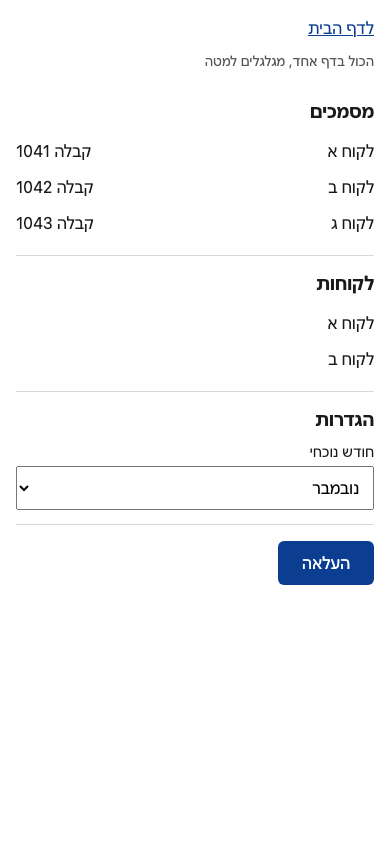 לדף הבית
הכול בדף אחד, מגלגלים למטה
מסמכים
לקוח א קבלה 1041
לקוח ב קבלה 1042
לקוח ג קבלה 1043
לקוחות
לקוח א
לקוח ב
הגדרות
חודש נוכחי
נובמבר
העלאה